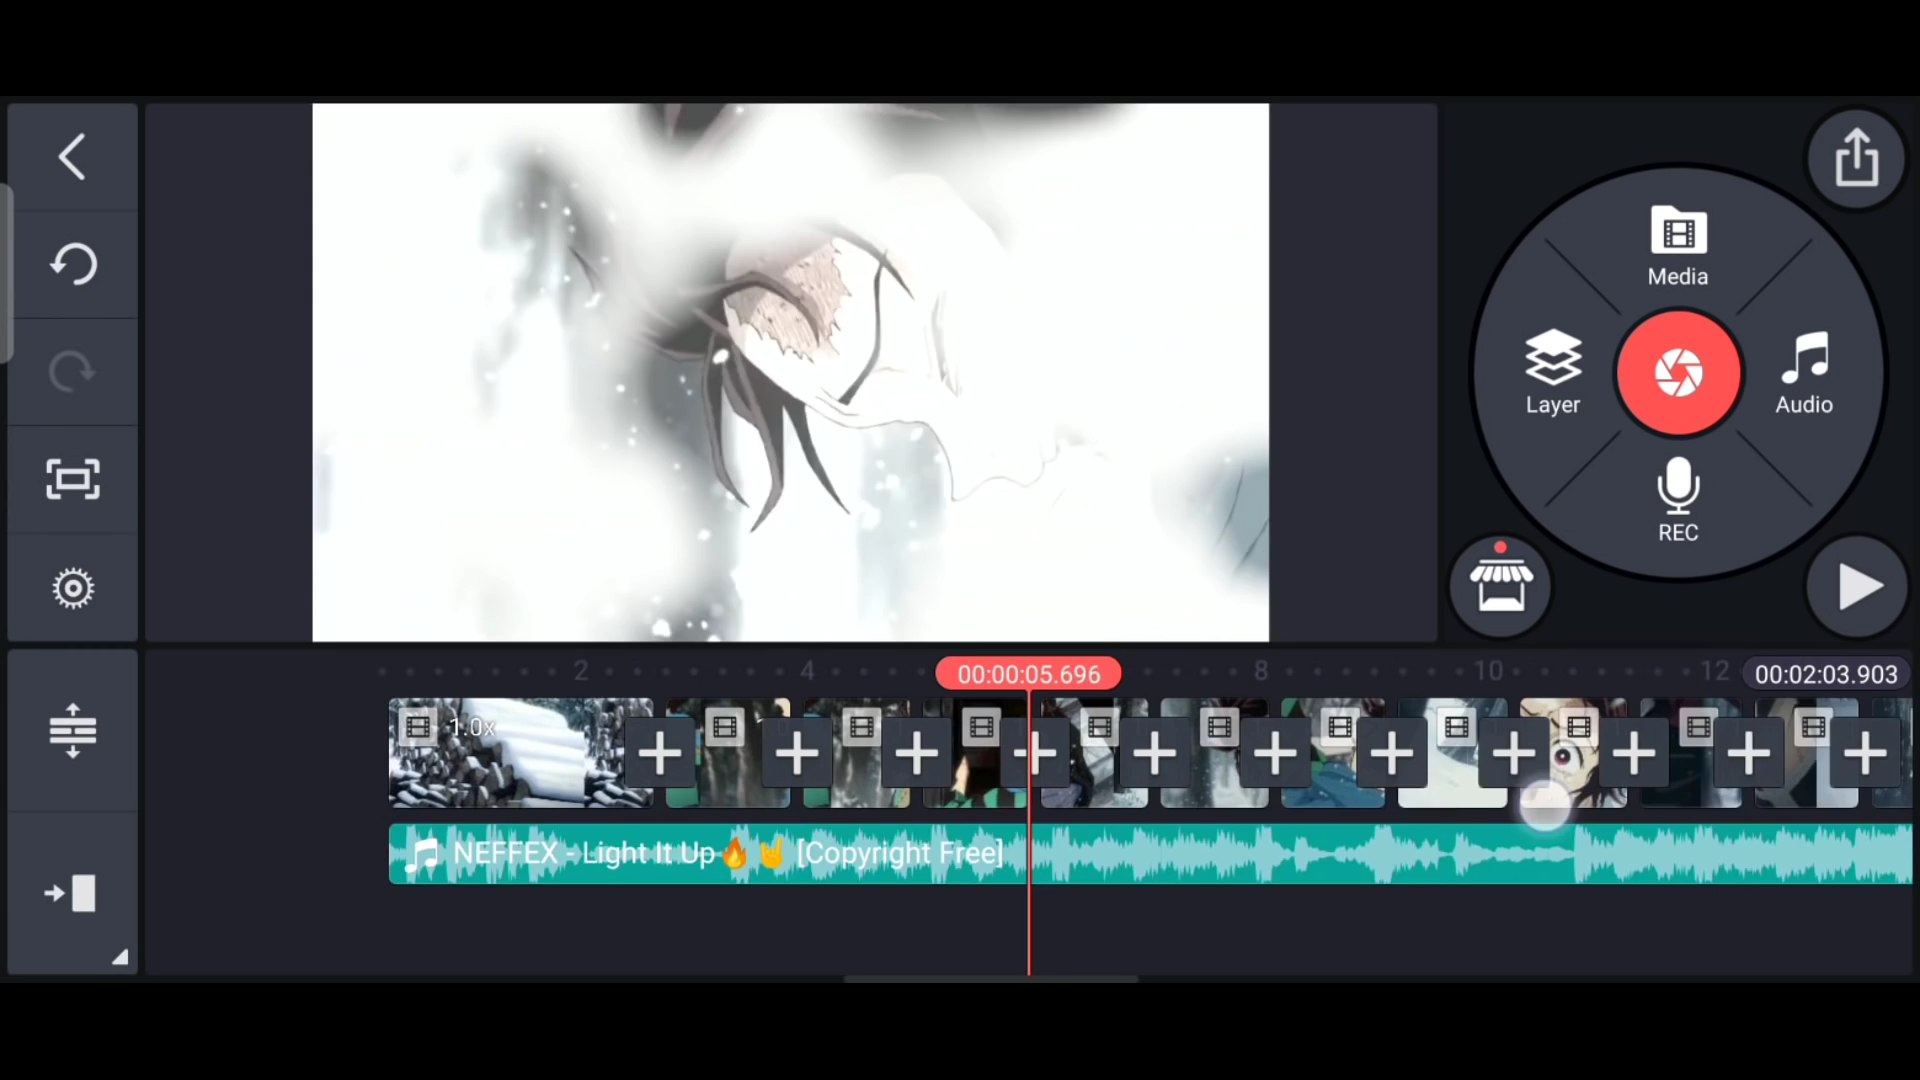 Media
Layer
Audio
REC
2
4
00:00:05.696
8
10
12
00:02:03.903
1.0x
NEFFEX - Light It Up🔥🤘 [Copyright Free]